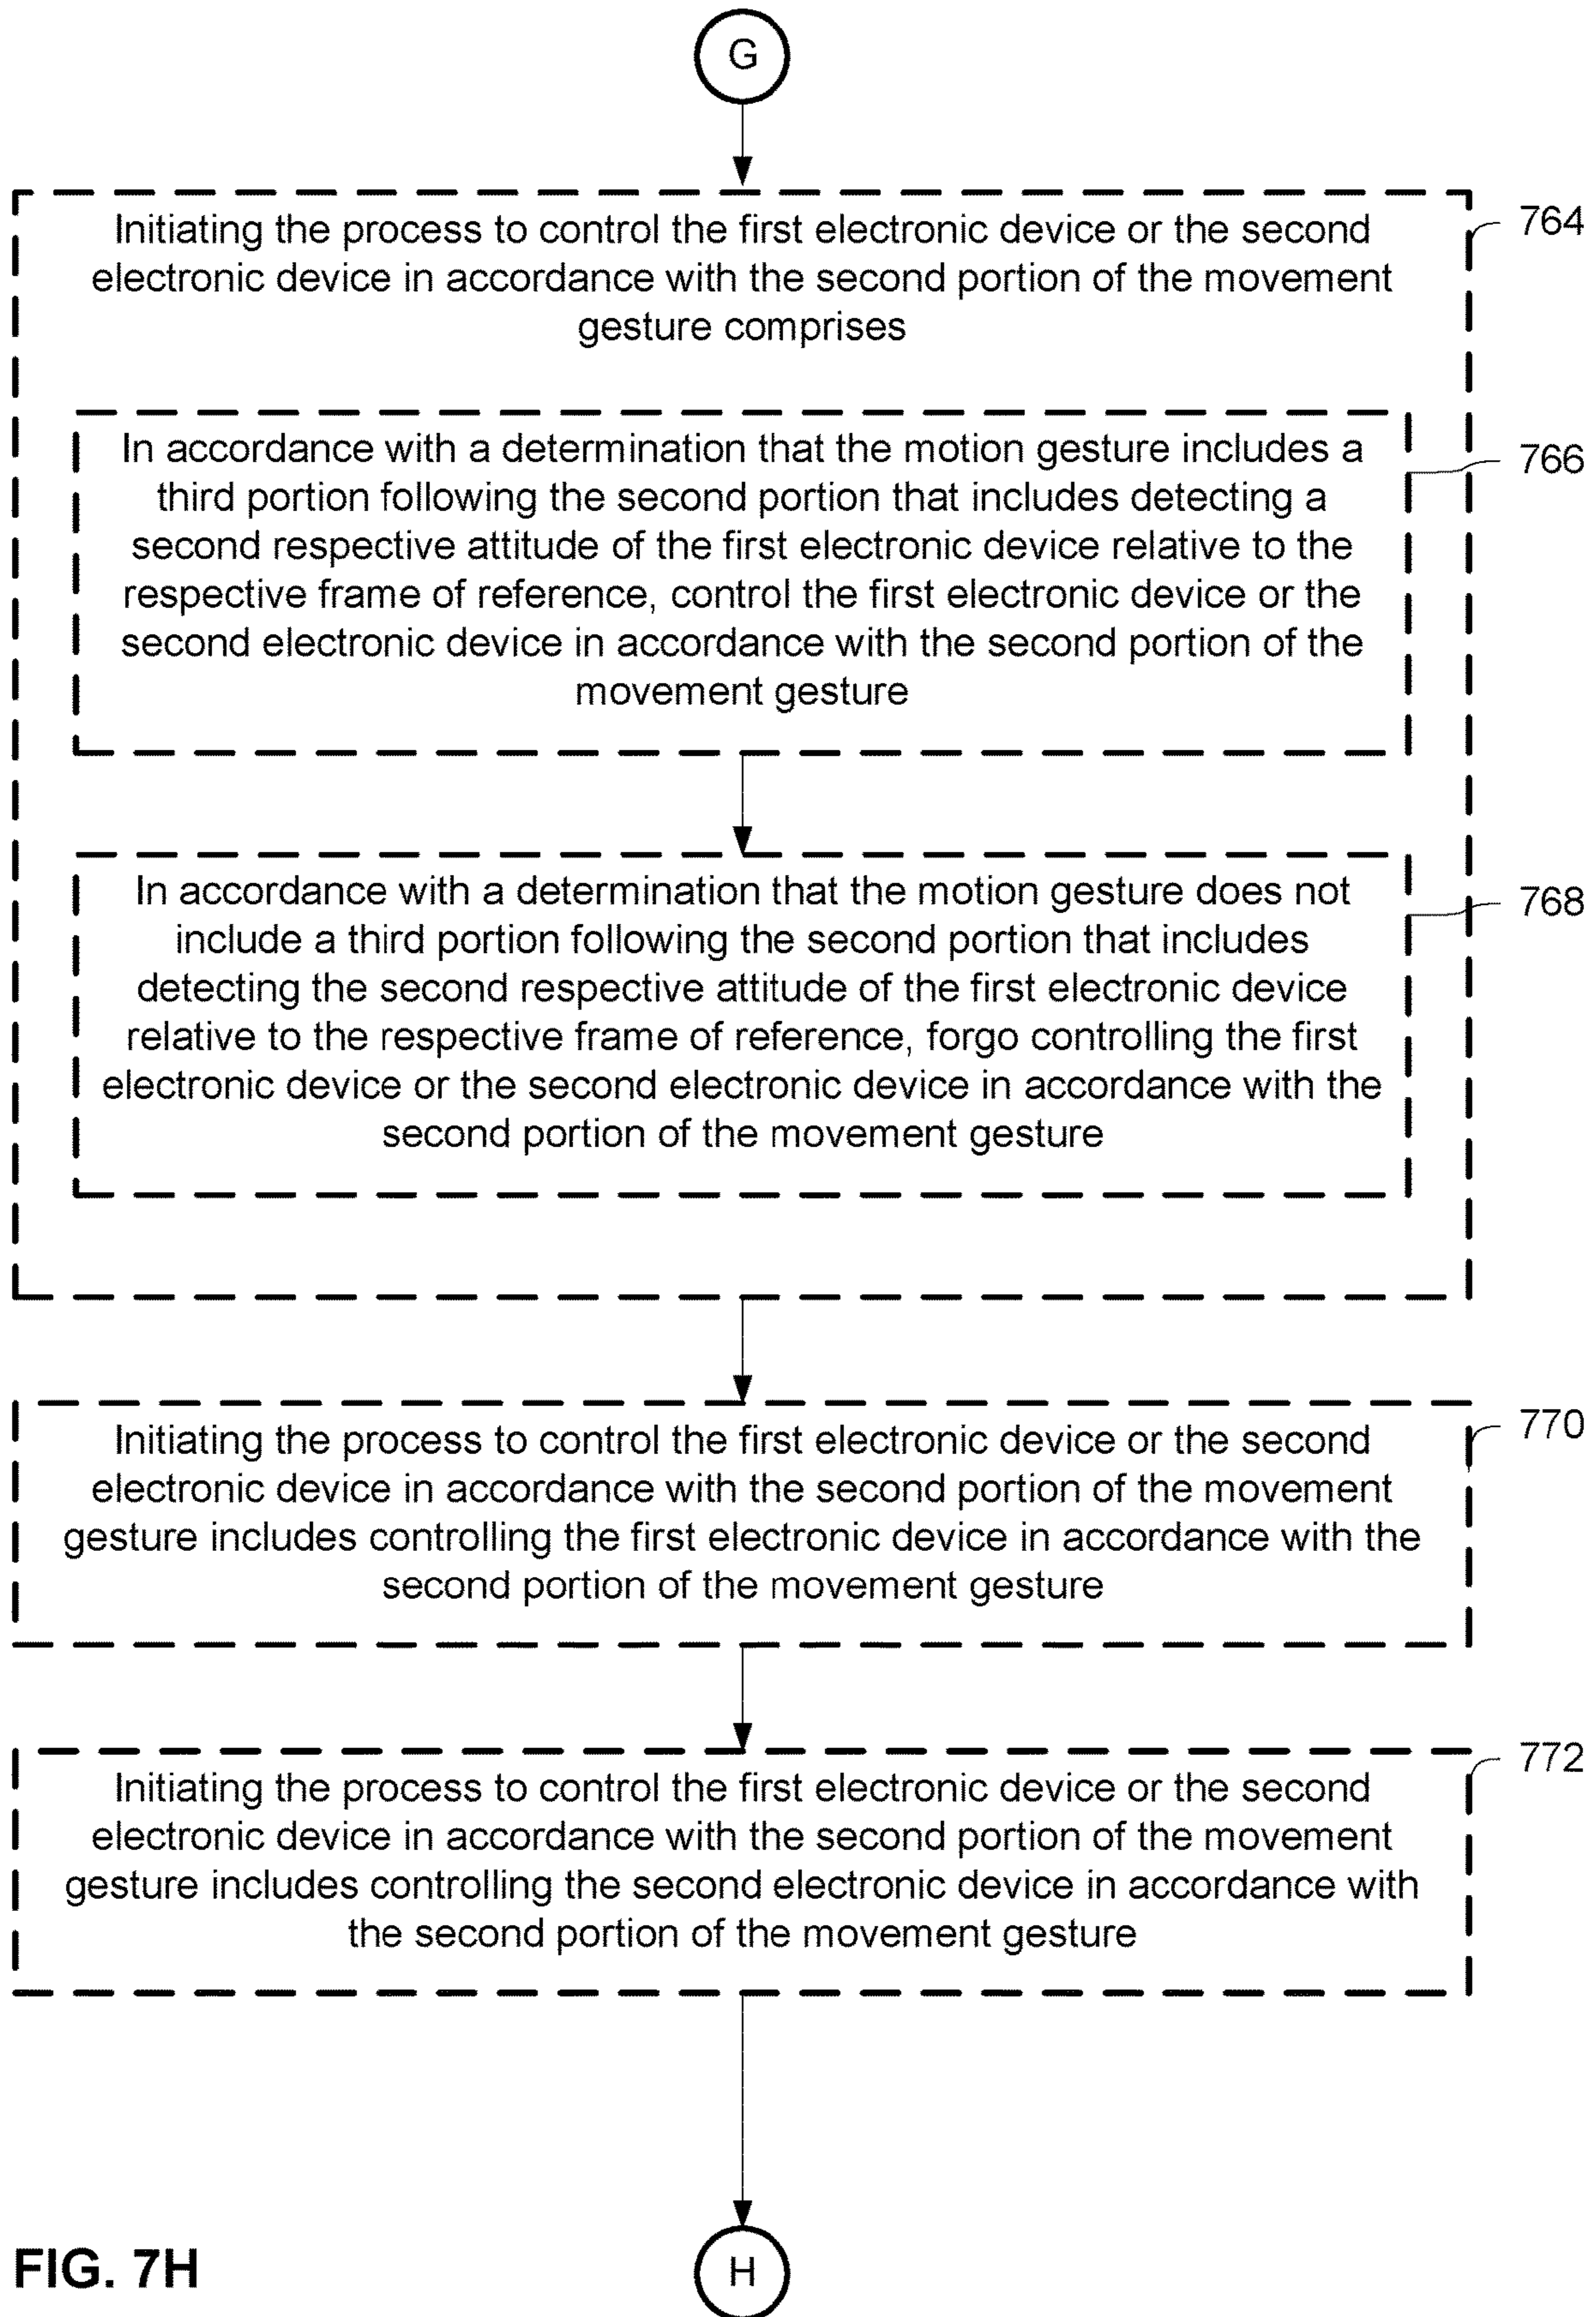 G
Initiating the process to control the first electronic device or the second
electronic device in accordance with the second portion of the movement
gesture comprises
764
In accordance with a determination that the motion gesture includes a
third portion following the second portion that includes detecting a
second respective attitude of the first electronic device relative to the
respective frame of reference, control the first electronic device or the
second electronic device in accordance with the second portion of the
movement gesture
766
In accordance with a determination that the motion gesture does not
include a third portion following the second portion that includes
detecting the second respective attitude of the first electronic device
relative to the respective frame of reference, forgo controlling the first
electronic device or the second electronic device in accordance with the
second portion of the movement gesture
768
Initiating the process to control the first electronic device or the second
electronic device in accordance with the second portion of the movement
gesture includes controlling the first electronic device in accordance with the
second portion of the movement gesture
770
Initiating the process to control the first electronic device or the second
electronic device in accordance with the second portion of the movement
gesture includes controlling the second electronic device in accordance with
the second portion of the movement gesture
772
FIG. 7H
H